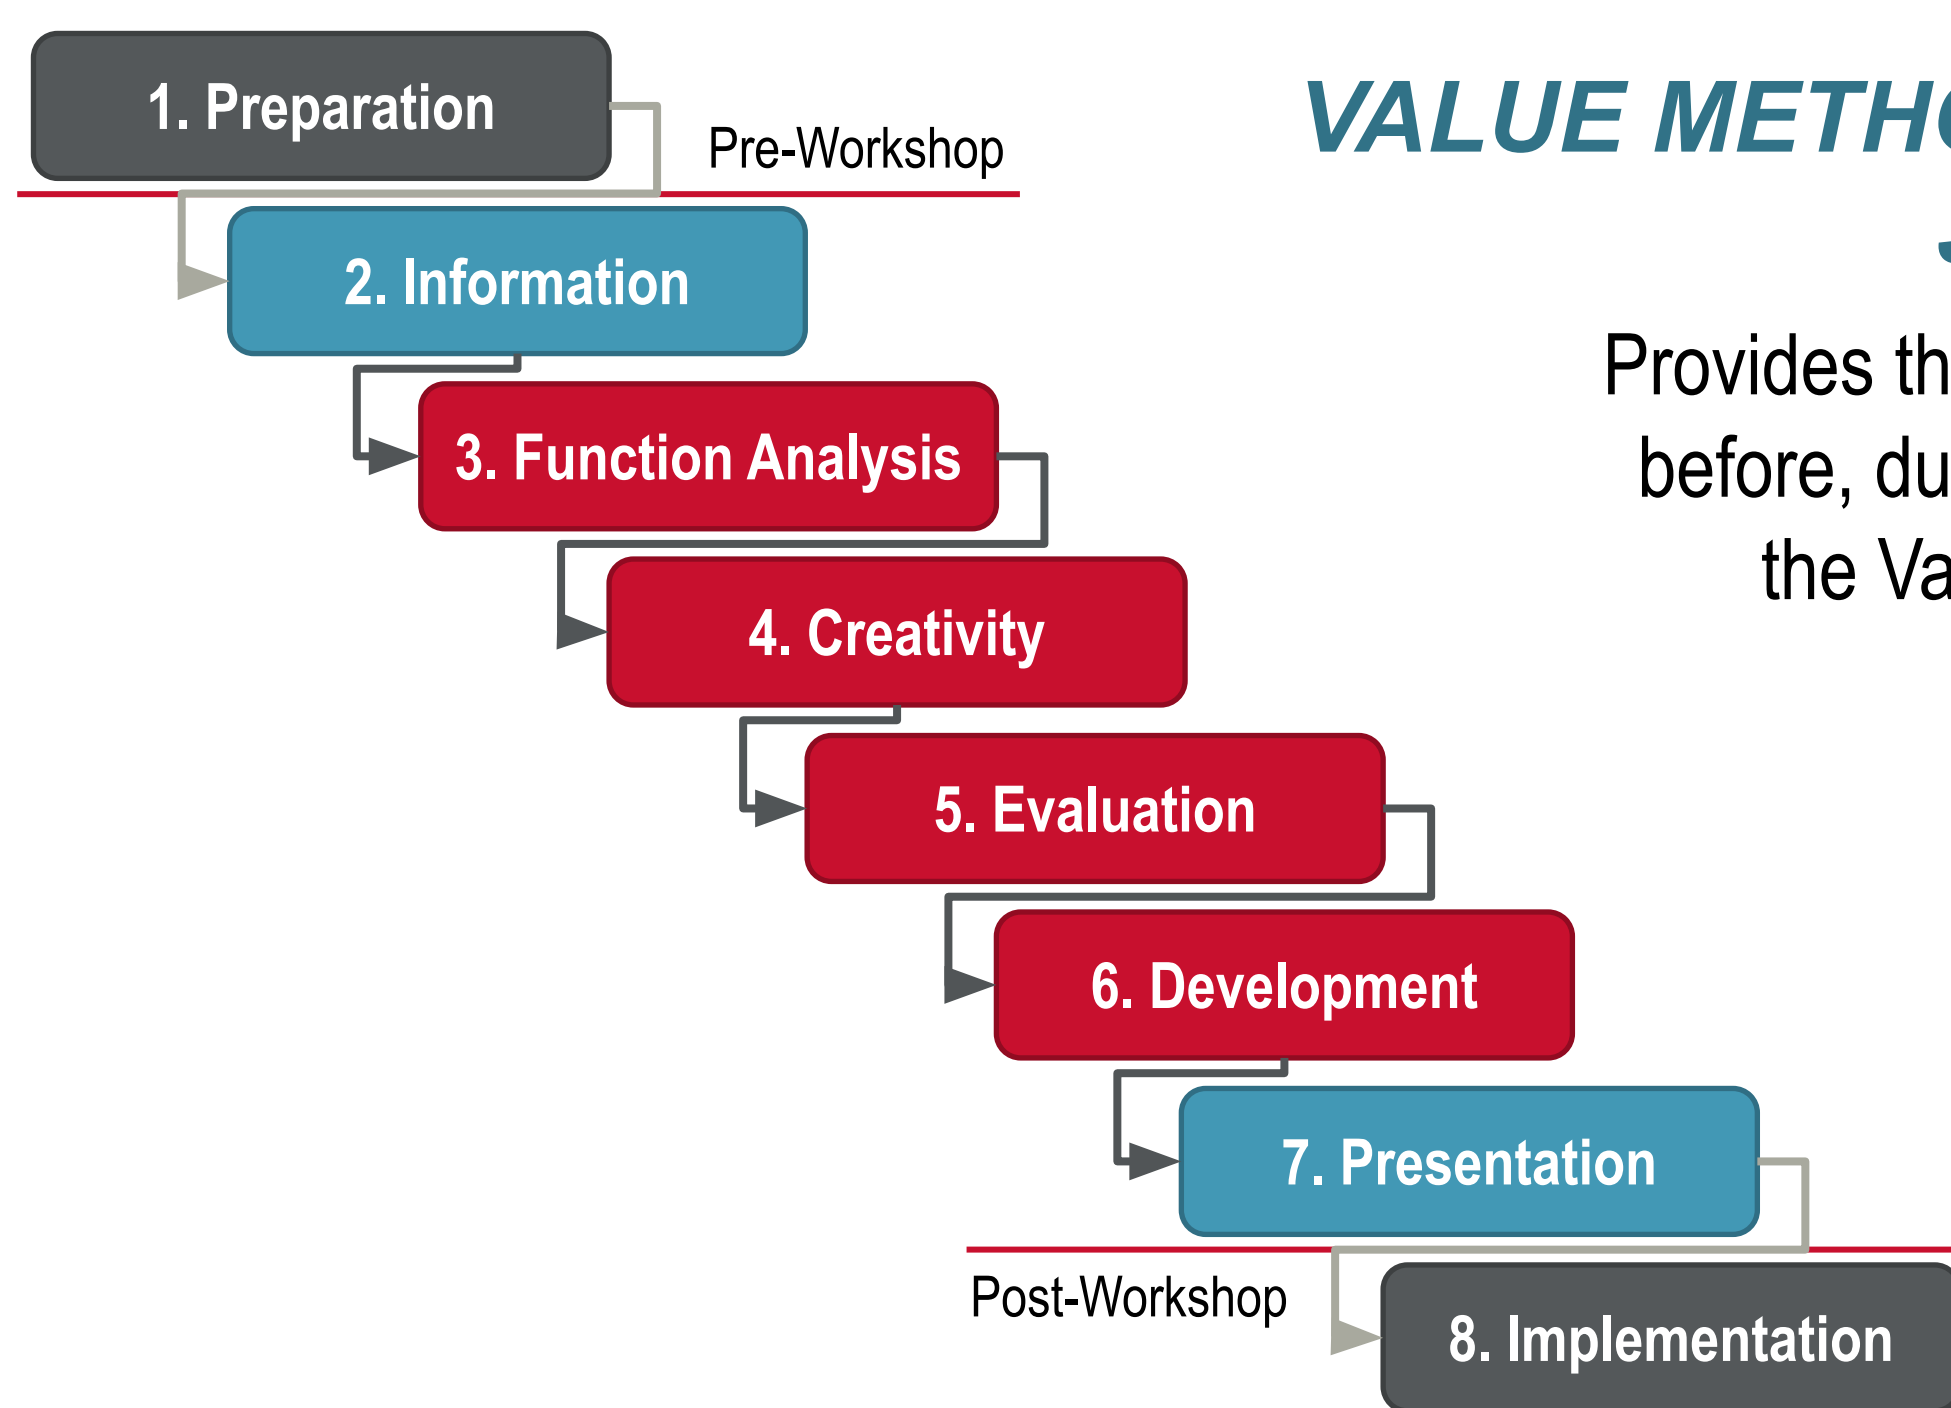 1. Preparation
Pre-Workshop
VALUE METHO
2. Information
Provides th
3. Function Analysis
before, du
the Va
4. Creativity
5. Evaluation
6. Development
7. Presentation
Post-Workshop
8. Implementation